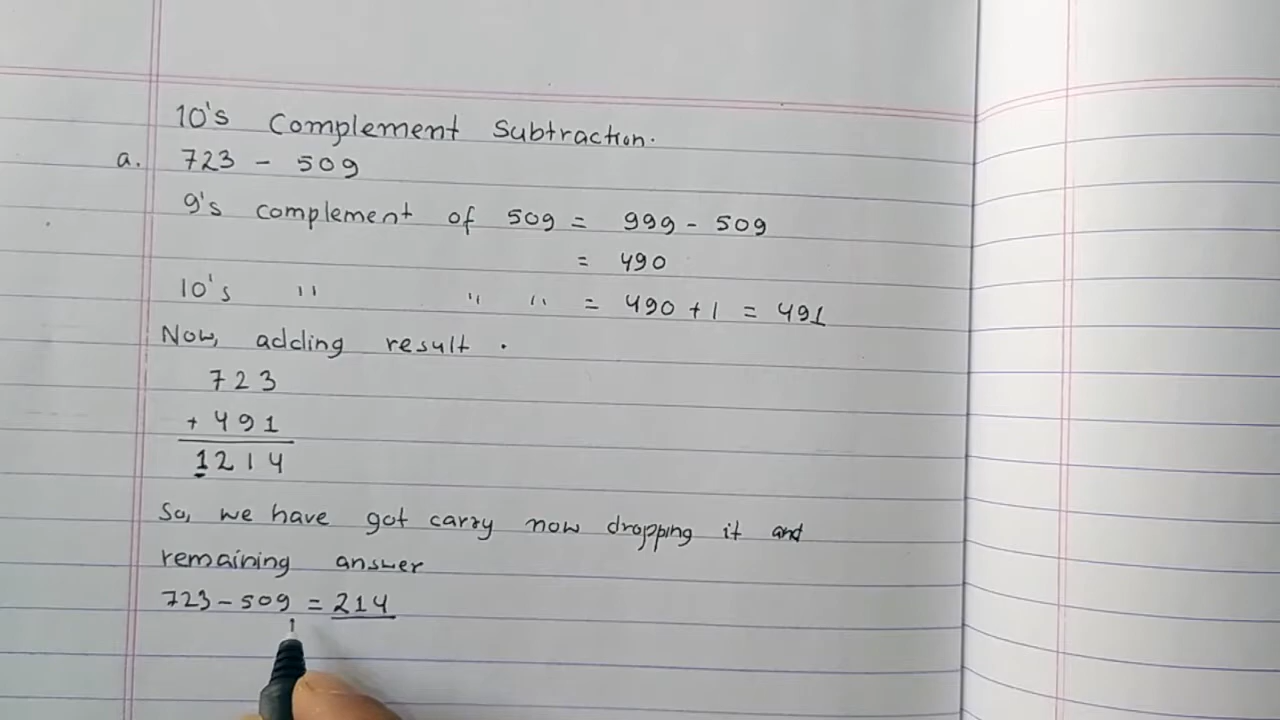 10's Complement Subtraction.
a. 723 - 509
9's complement of 509 = 999 - 509
= 490
10's " " " = 490 + 1 = 491
Now, adding result .
723
+ 491
1214
So, we have got carry now dropping it and
remaining answer
723 - 509 = 214